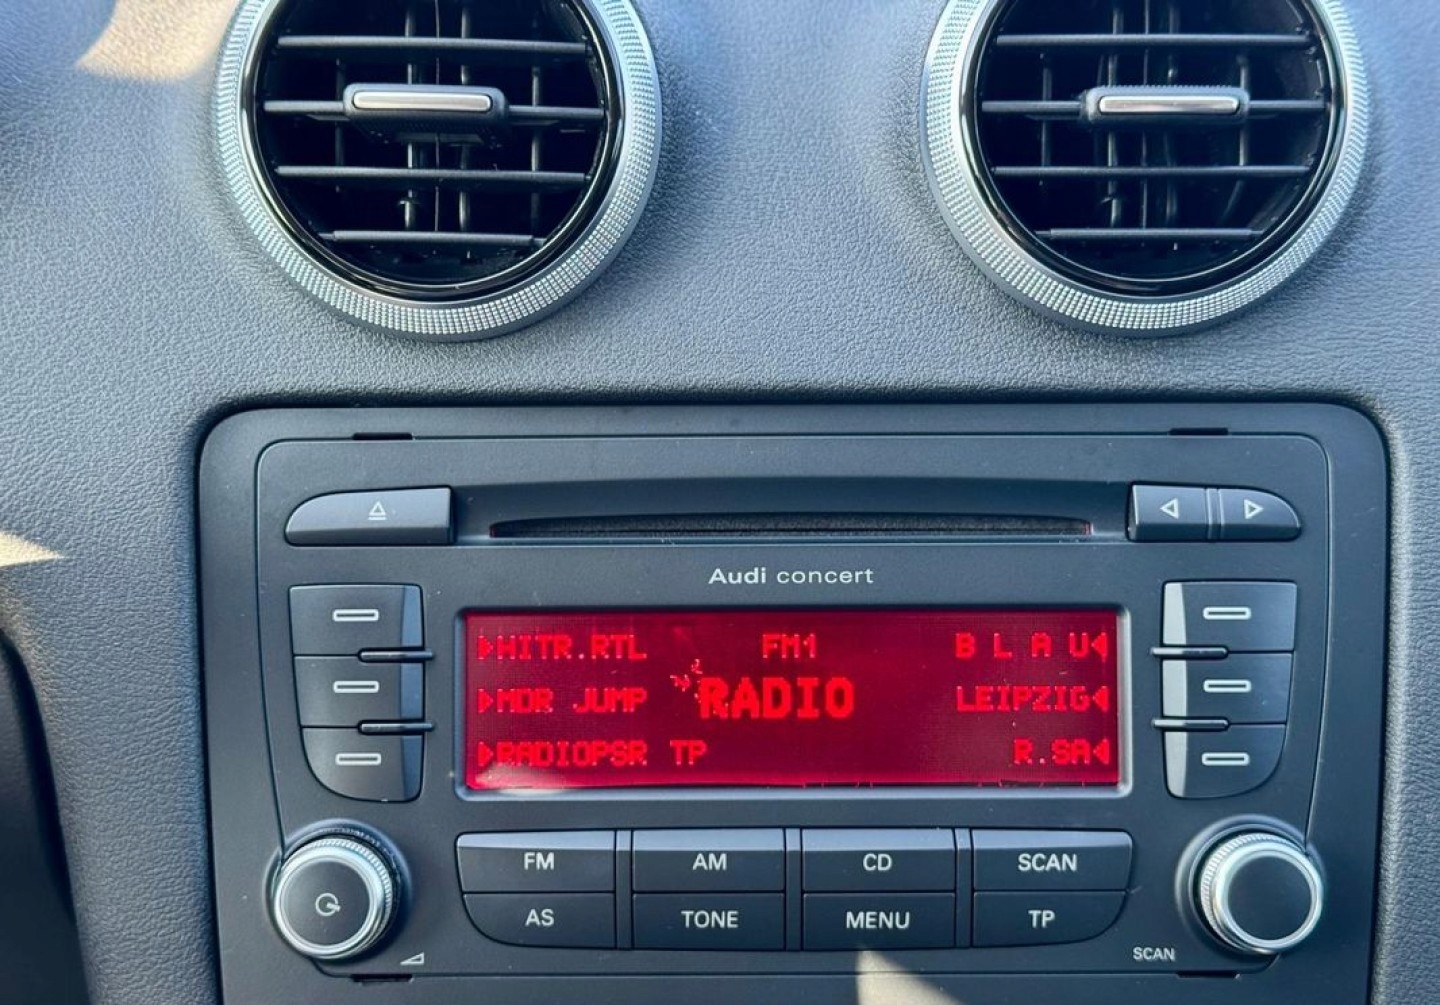 Audi concert
HITR.RTL FM1 B L A U
MDR JUMP RADIO LEIPZIG
RADIOPSR TP R.SA
FM AM CD SCAN
AS TONE MENU TP
SCAN